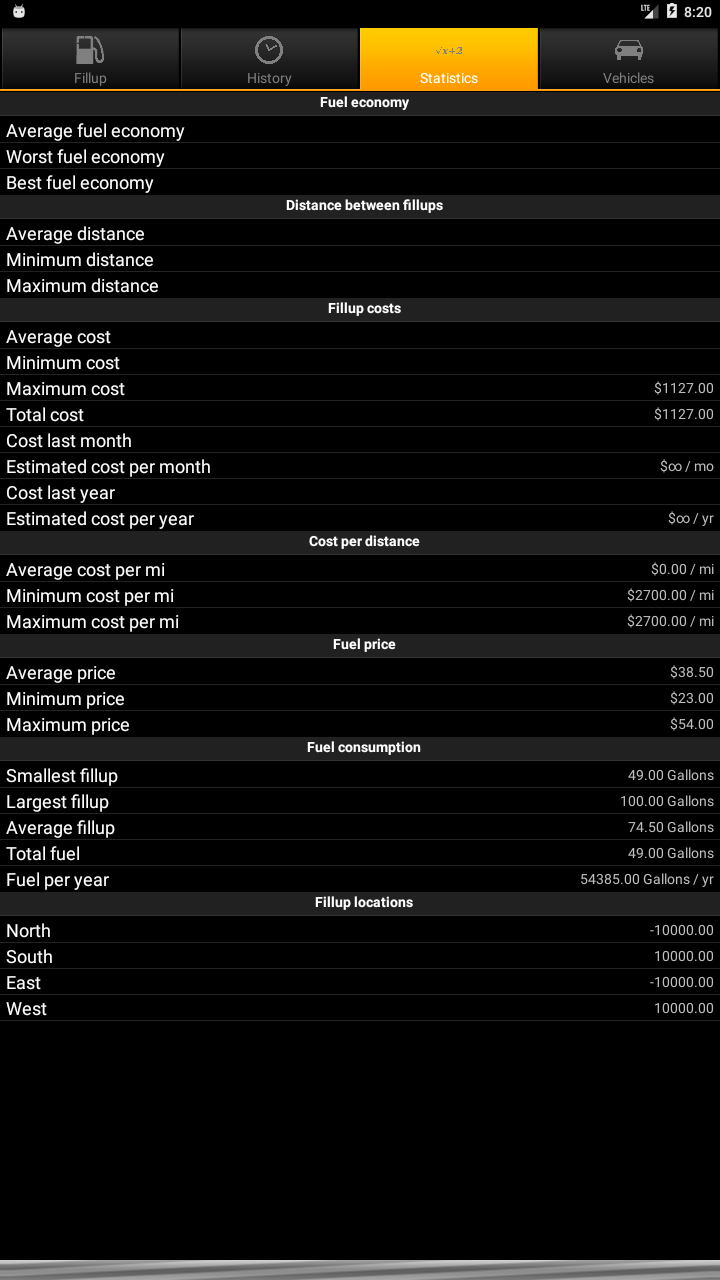 LTE 8:20
√x+2
Fillup History Statistics Vehicles
Fuel economy
Average fuel economy
Worst fuel economy
Best fuel economy
Distance between fillups
Average distance
Minimum distance
Maximum distance
Fillup costs
Average cost
Minimum cost
Maximum cost $1127.00
Total cost $1127.00
Cost last month
Estimated cost per month $∞ / mo
Cost last year
Estimated cost per year $∞ / yr
Cost per distance
Average cost per mi $0.00 / mi
Minimum cost per mi $2700.00 / mi
Maximum cost per mi $2700.00 / mi
Fuel price
Average price $38.50
Minimum price $23.00
Maximum price $54.00
Fuel consumption
Smallest fillup 49.00 Gallons
Largest fillup 100.00 Gallons
Average fillup 74.50 Gallons
Total fuel 49.00 Gallons
Fuel per year 54385.00 Gallons / yr
Fillup locations
North -10000.00
South 10000.00
East -10000.00
West 10000.00